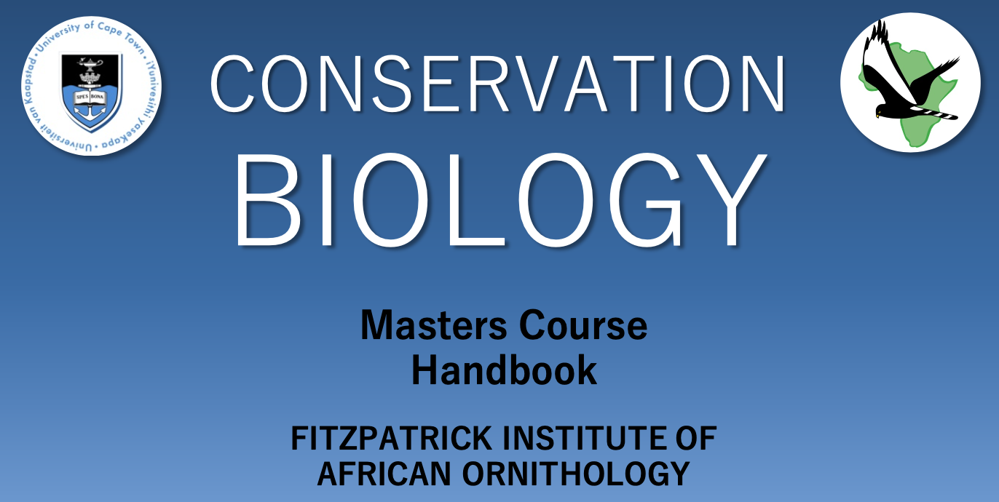 University of Cape Town • iYunivesithi yaseKapa • Universiteit van Kaapstad •
SPES BONA
CONSERVATION
BIOLOGY
Masters Course
Handbook
FITZPATRICK INSTITUTE OF
AFRICAN ORNITHOLOGY